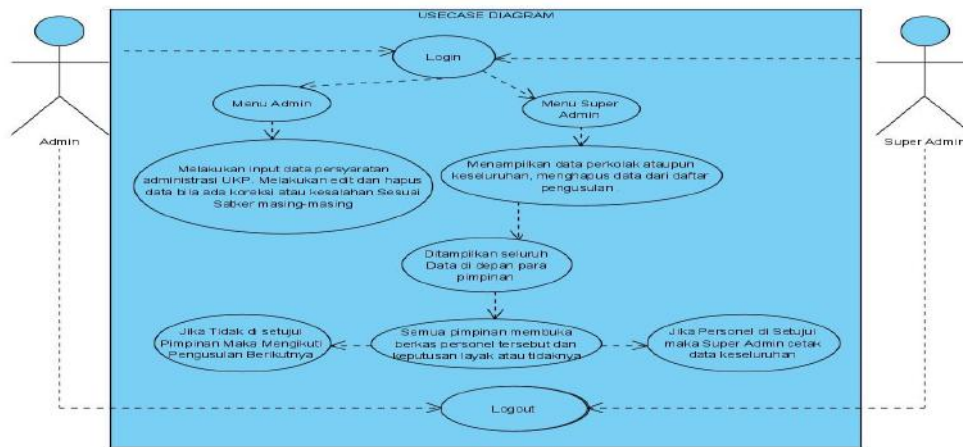 USECASE DIAGRAM
Login
Menu Admin
Menu Super
Admin
Admin
Super Admin
Melakukan input data persyaratan
administrasi UKP. Melakukan edit dan hapus
data bila ada koreksi atau kesalahan Sesuai
Satker masing-masing
Menampilkan data perkolak ataupun
keseluruhan, menghapus data dari daftar
pengusulan
Ditampilkan seluruh
Data di depan para
pimpinan
Jika Tidak di setujui
Pimpinan Maka Mengikuti
Pengusulan Berikutnya
Semua pimpinan membuka
berkas personel tersebut dan
keputusan layak atau tidaknya
Jika Personel di Setujui
maka Super Admin cetak
data keseluruhan
Logout